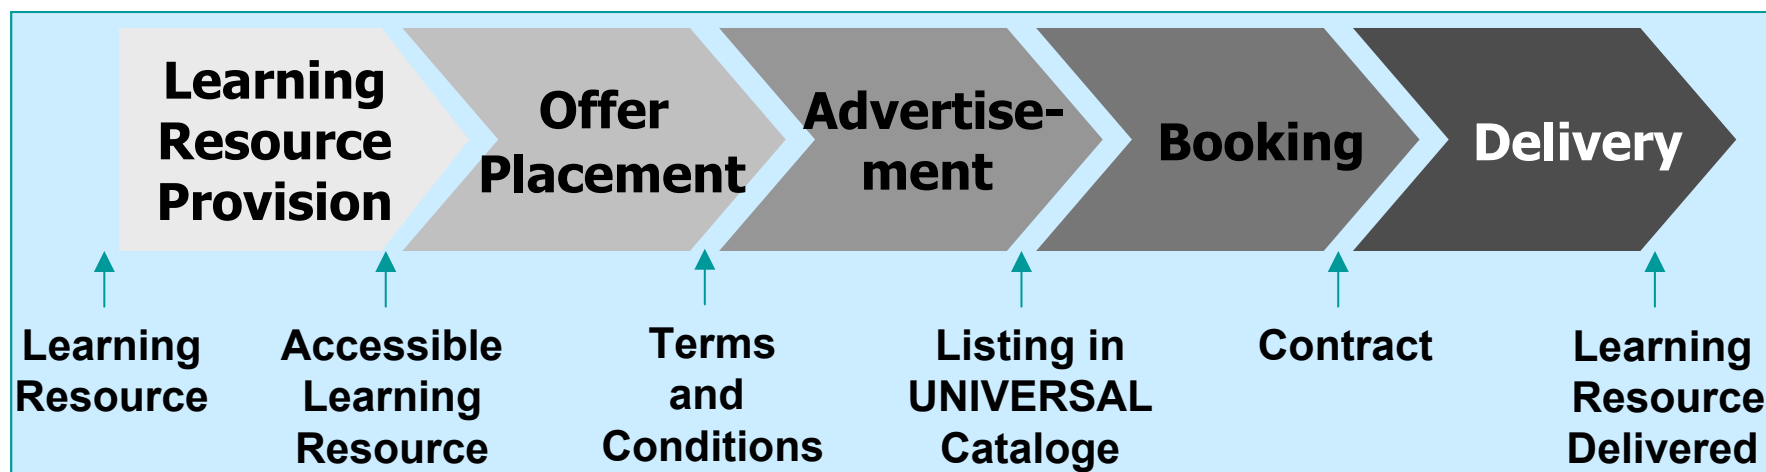 Learning
Resource
Provision
Offer
Placement
Advertise-
ment
Booking
Delivery
Learning
Resource
Accessible
Learning
Resource
Terms
and
Conditions
Listing in
UNIVERSAL
Cataloge
Contract
Learning
Resource
Delivered